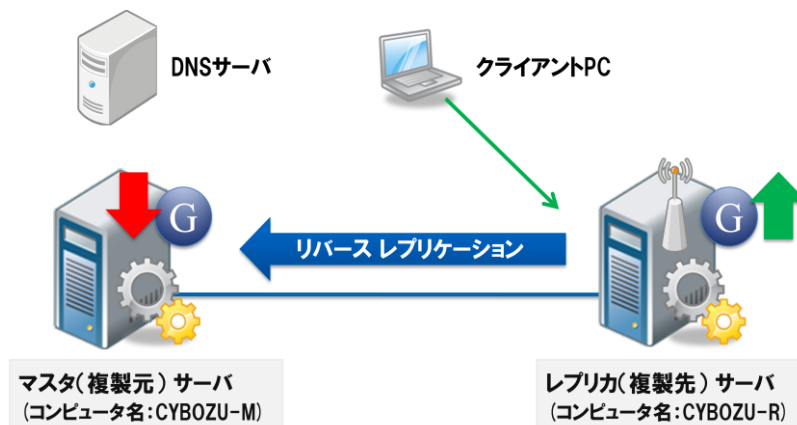 DNSサーバ
クライアントPC
G
G
リバース レプリケーション
マスタ(複製元)サーバ
(コンピュータ名:CYBOZU-M)
レプリカ(複製先)サーバ
(コンピュータ名:CYBOZU-R)